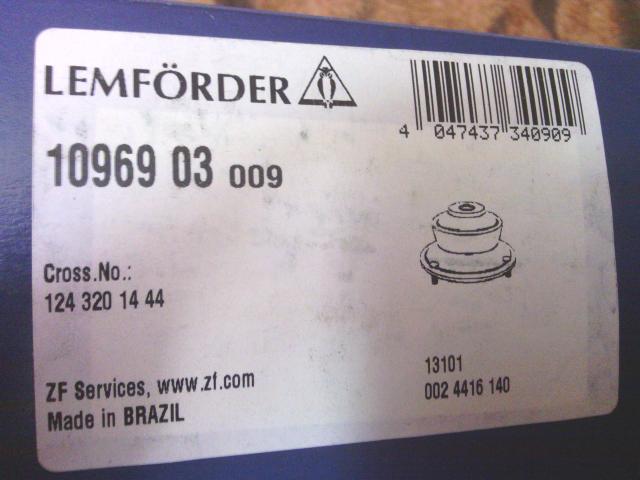 LEMFÖRDER
4 047437 340909
10969 03 009
Cross.No.:
124 320 14 44
13101
002 4416 140
ZF Services, www.zf.com
Made in BRAZIL